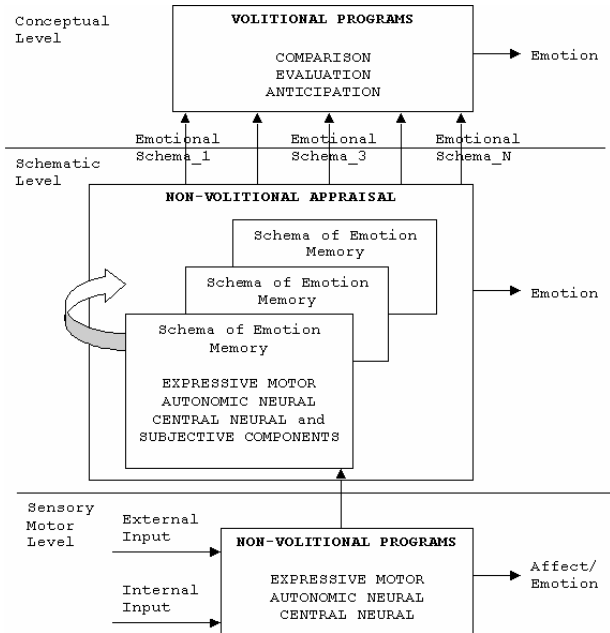 Conceptual
Level
VOLITIONAL PROGRAMS
COMPARISON
EVALUATION
ANTICIPATION
Emotion
Emotional
Schema_1
Emotional
Schema_3
Emotional
Schema_N
Schematic
Level
NON-VOLITIONAL APPRAISAL
Schema of Emotion
Memory
Schema of Emotion
Memory
Schema of Emotion
Memory
EXPRESSIVE MOTOR
AUTONOMIC NEURAL
CENTRAL NEURAL and
SUBJECTIVE COMPONENTS
Emotion
Sensory
Motor
Level
External
Input
Internal
Input
NON-VOLITIONAL PROGRAMS
EXPRESSIVE MOTOR
AUTONOMIC NEURAL
CENTRAL NEURAL
Affect/
Emotion